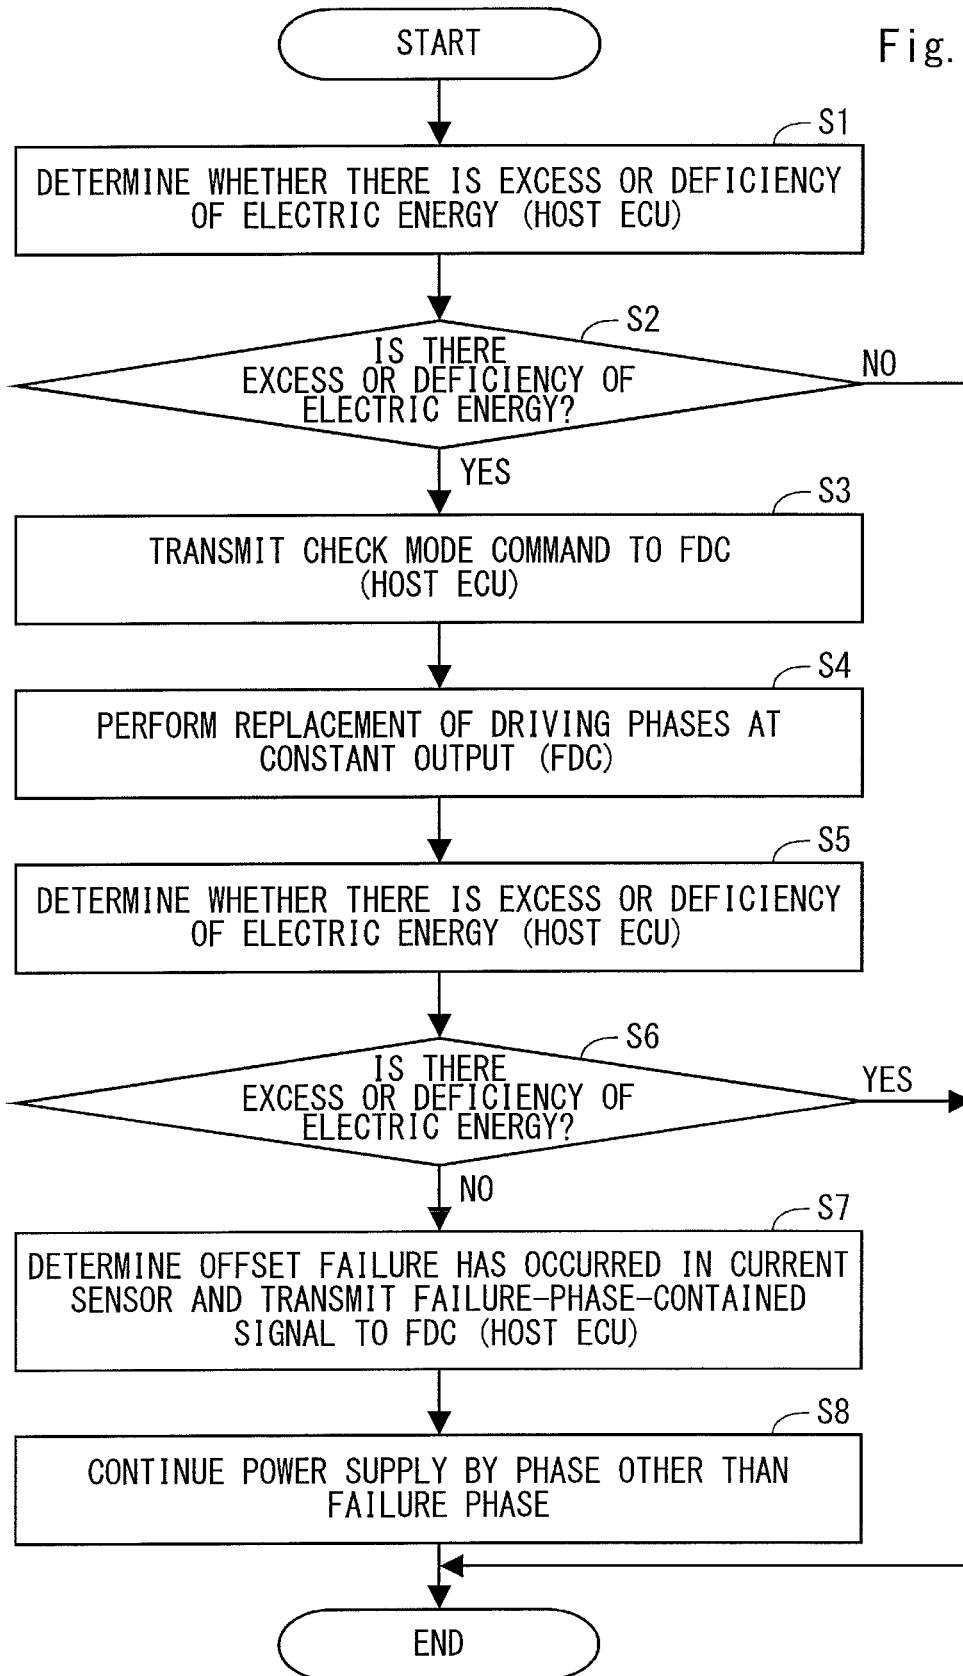 START
Fig.
S1
DETERMINE WHETHER THERE IS EXCESS OR DEFICIENCY
OF ELECTRIC ENERGY (HOST ECU)
S2
IS THERE
EXCESS OR DEFICIENCY OF
ELECTRIC ENERGY?
NO
YES
S3
TRANSMIT CHECK MODE COMMAND TO FDC
(HOST ECU)
S4
PERFORM REPLACEMENT OF DRIVING PHASES AT
CONSTANT OUTPUT (FDC)
S5
DETERMINE WHETHER THERE IS EXCESS OR DEFICIENCY
OF ELECTRIC ENERGY (HOST ECU)
S6
IS THERE
EXCESS OR DEFICIENCY OF
ELECTRIC ENERGY?
YES
NO
S7
DETERMINE OFFSET FAILURE HAS OCCURRED IN CURRENT
SENSOR AND TRANSMIT FAILURE-PHASE-CONTAINED
SIGNAL TO FDC (HOST ECU)
S8
CONTINUE POWER SUPPLY BY PHASE OTHER THAN
FAILURE PHASE
END